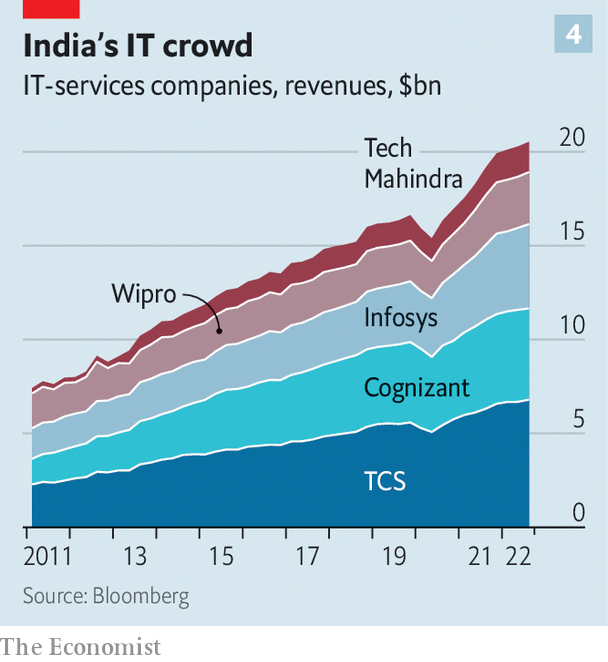 India's IT crowd
4
IT-services companies, revenues, $bn
20
Tech
Mahindra
15
Wipro
Infosys
10
Cognizant
5
TCS
0
2011 13 15 17 19 21 22
Source: Bloomberg
The Economist